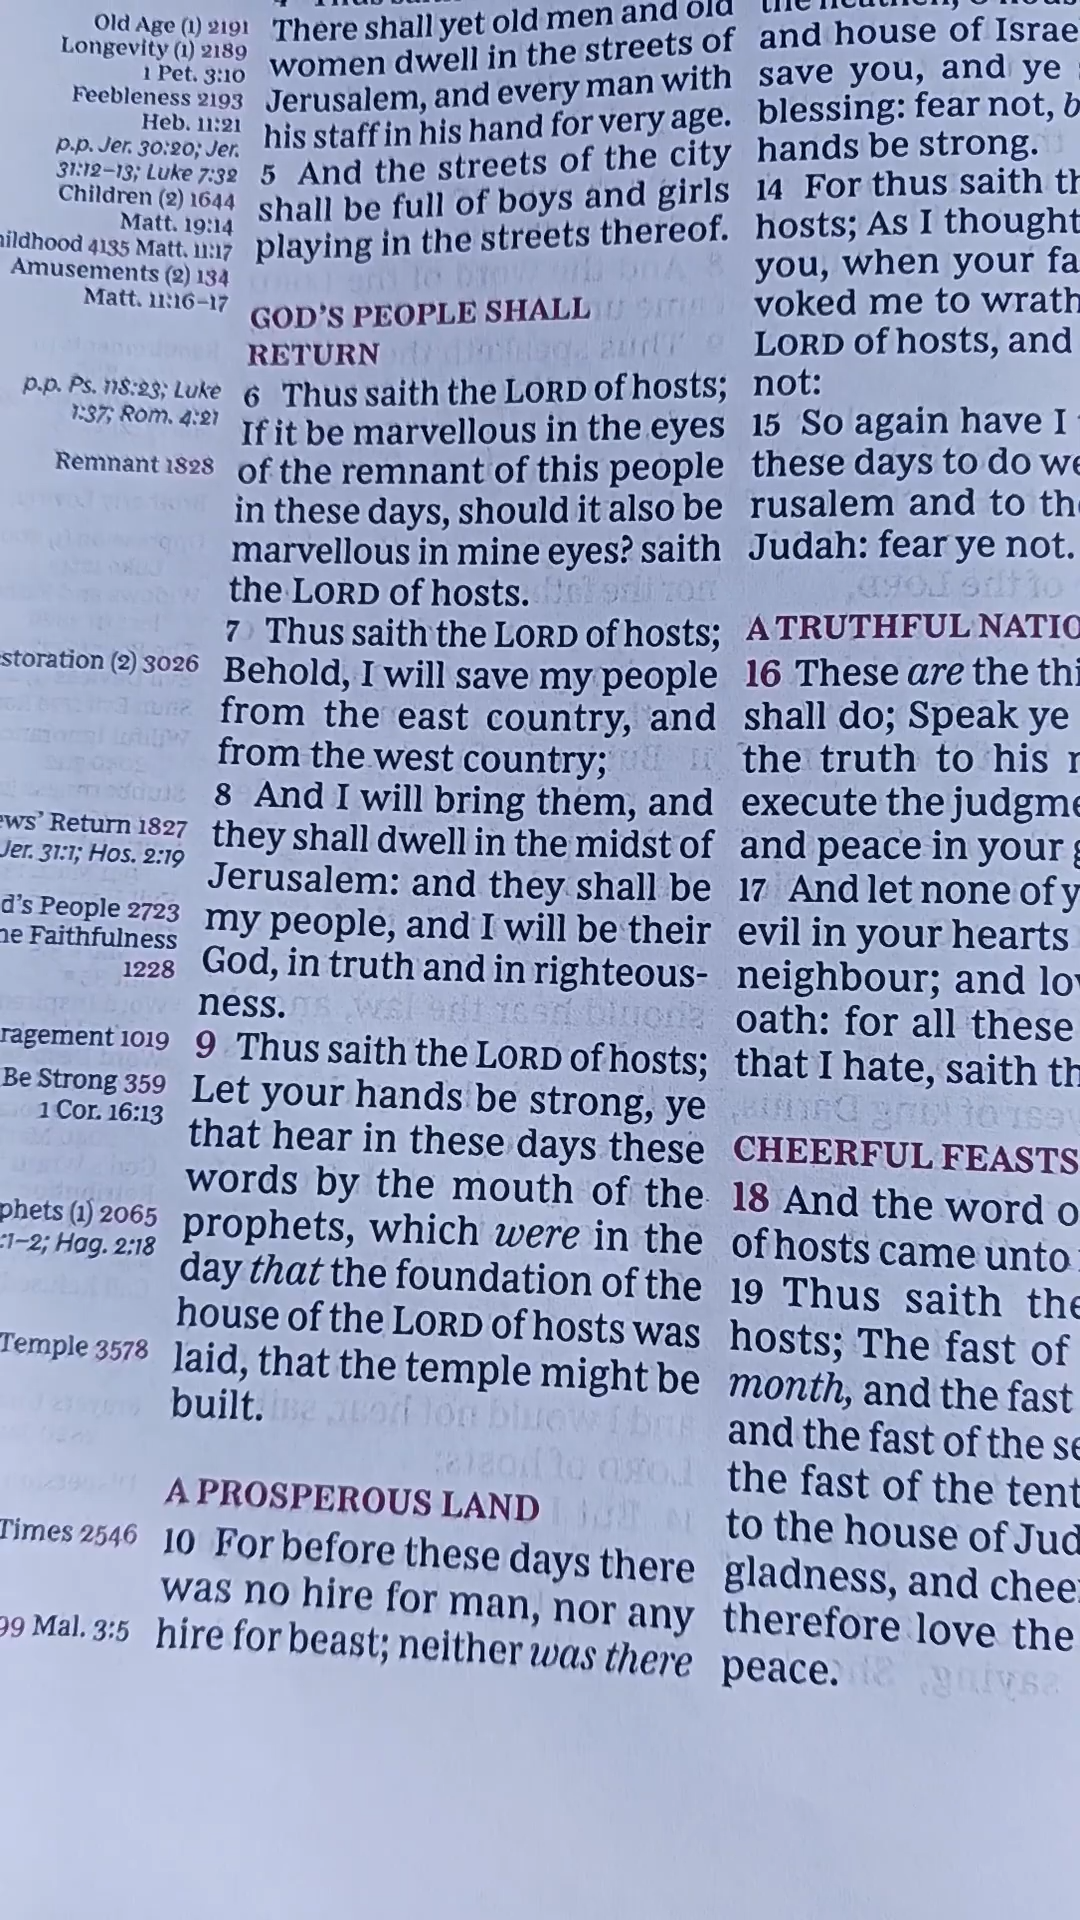 Old Age (1) 2191
Longevity (1) 2189
1 Pet. 3:10
Feebleness 2193
Heb. 11:21
p.p. Jer. 30:20; Jer.
31:12–13; Luke 7:32
Children (2) 1644
Matt. 19:14
4135 Matt. 11:17
Amusements (2) 134
Matt. 11:16–17
p.p. Ps. 118:23; Luke
1:37; Rom. 4:21
Remnant 1828
(2) 3026
Return 1827
Jer. 31:1; Hos. 2:19
People 2723
Faithfulness
1228
1019
Be Strong 359
1 Cor. 16:13
(1) 2065
Hag. 2:18
Temple 3578
Times 2546
Mal. 3:5
There shall yet old men and old
women dwell in the streets of
Jerusalem, and every man with
his staff in his hand for very age.
5 And the streets of the city
shall be full of boys and girls
playing in the streets thereof.
GOD'S PEOPLE SHALL
RETURN
6 Thus saith the LORD of hosts;
If it be marvellous in the eyes
of the remnant of this people
in these days, should it also be
marvellous in mine eyes? saith
the LORD of hosts.
7 Thus saith the LORD of hosts;
Behold, I will save my people
from the east country, and
from the west country;
8 And I will bring them, and
they shall dwell in the midst of
Jerusalem: and they shall be
my people, and I will be their
God, in truth and in righteous-
ness.
9 Thus saith the LORD of hosts;
Let your hands be strong, ye
that hear in these days these
words by the mouth of the
prophets, which were in the
day that the foundation of the
house of the LORD of hosts was
laid, that the temple might be
built.
A PROSPEROUS LAND
10 For before these days there
was no hire for man, nor any
hire for beast; neither was there
and house of
save you, and ye
blessing: fear not,
hands be strong.
14 For thus saith
hosts; As I thought
you, when your
voked me to wrath
LORD of hosts, and
not:
15 So again have I
these days to do
rusalem and to
Judah: fear ye not.
A TRUTHFUL
16 These are the
shall do; Speak ye
the truth to his
execute the
and peace in your
17 And let none of
evil in your hearts
neighbour; and
oath: for all these
that I hate, saith
CHEERFUL FEASTS
18 And the word
of hosts came unto
19 Thus saith the
hosts; The fast of
month, and the fast
and the fast of the
the fast of the
to the house of
gladness, and
therefore love the
peace.